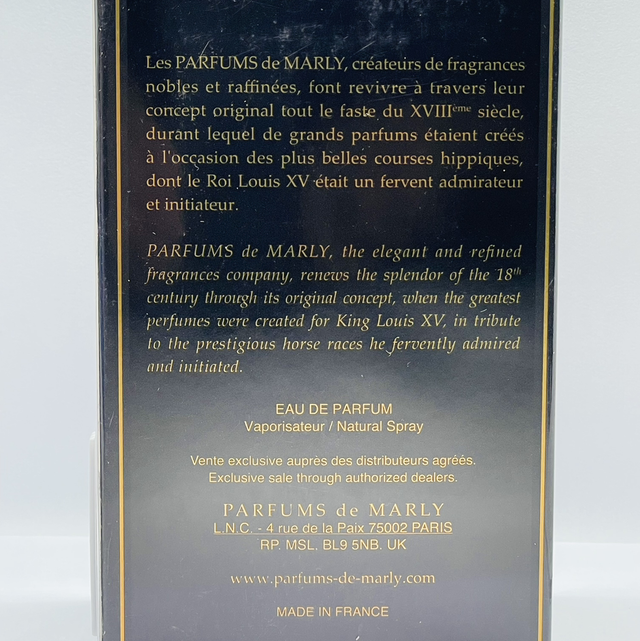 Les PARFUMS de MARLY, créateurs de fragrances
nobles et raffinées, font revivre à travers leur
concept original tout le faste du XVIIIème siècle,
durant lequel de grands parfums étaient créés
à l'occasion des plus belles courses hippiques,
dont le Roi Louis XV était un fervent admirateur
et initiateur.
PARFUMS de MARLY, the elegant and refined
fragrances company, renews the splendor of the 18th
century through its original concept, when the greatest
perfumes were created for King Louis XV, in tribute
to the prestigious horse races he fervently admired
and initiated.
EAU DE PARFUM
Vaporisateur / Natural Spray
Vente exclusive auprès des distributeurs agréés.
Exclusive sale through authorized dealers.
PARFUMS de MARLY
L.N.C. - 4 rue de la Paix 75002 PARIS
RP. MSL. BL9 5NB. UK
www.parfums-de-marly.com
MADE IN FRANCE